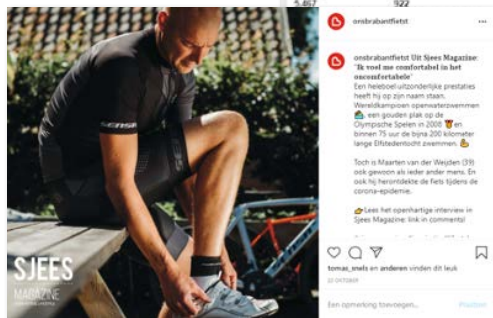 5.467 922
onsbrabantfietst
onsbrabantfietst Uit Sjees Magazine:
"Ik voel me comfortabel in het
oncomfortabele"
Een heleboel uitzonderlijke prestaties
heeft hij op zijn naam staan.
Wereldkampioen openwaterzwemmen
, een gouden plak op de
Olympische Spelen in 2008 en
binnen 75 uur de bijna 200 kilometer
lange Elfstedentocht zwemmen.
Toch is Maarten van der Weijden (39)
ook gewoon als ieder ander mens. En
ook hij herontdekte de fiets tijdens de
corona-epidemie.
Lees het openhartige interview in
Sjees Magazine: link in comments!
tomas_snels en anderen vinden dit leuk
22 OKTOBER
Een opmerking toevoegen...
Plaatsen
SJEES
MAGAZINE